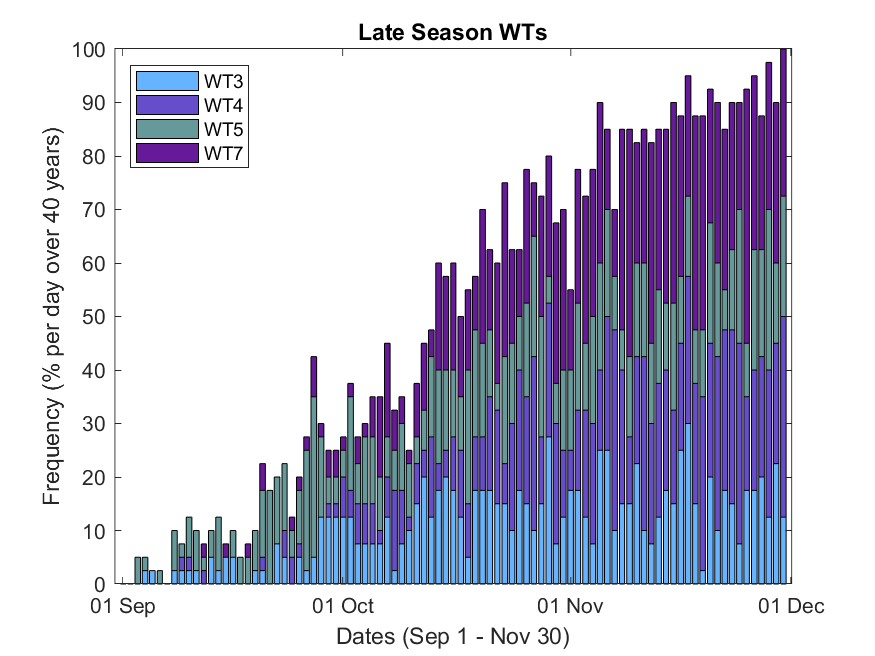 Late Season WTs
Frequency (% per day over 40 years)
100
90
80
70
60
50
40
30
20
10
0
WT3
WT4
WT5
WT7
01 Sep
01 Oct
01 Nov
01 Dec
Dates (Sep 1 - Nov 30)